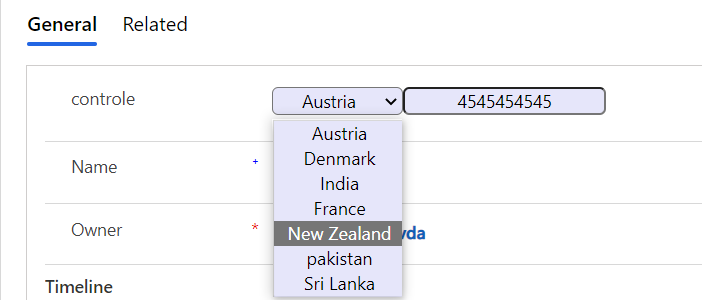 General Related
controle Austria 4545454545
Austria
Denmark
Name +
India
France
Owner *
New Zealand
pakistan
Timeline
Sri Lanka